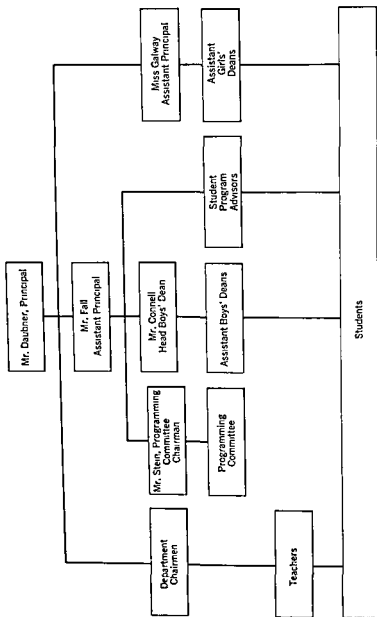 Mr. Daubner, Principal
Mr. Fall
Assistant Principal
Miss Galway
Assistant Principal
Department
Chairmen
Mr. Stein, Programming
Committee
Chairman
Mr. Connell
Head Boys' Dean
Programming
Committee
Assistant Boys' Deans
Student
Program
Advisors
Assistant
Girls'
Deans
Teachers
Students